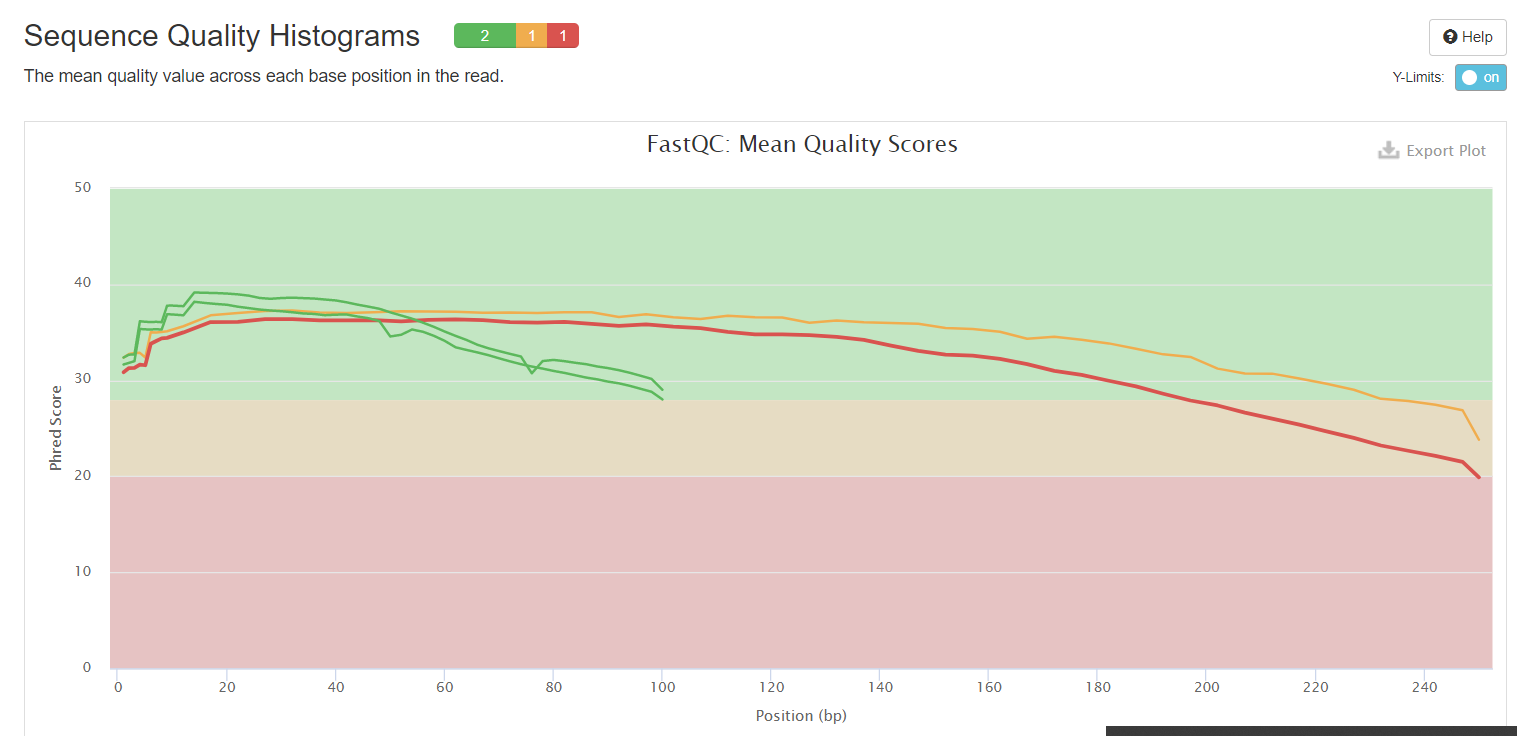 Sequence Quality Histograms 2 1 1
Help
The mean quality value across each base position in the read.
Y-Limits: on
FastQC: Mean Quality Scores
Export Plot
50
40
30
20
10
0
Phred Score
0 20 40 60 80 100 120 140 160 180 200 220 240
Position (bp)